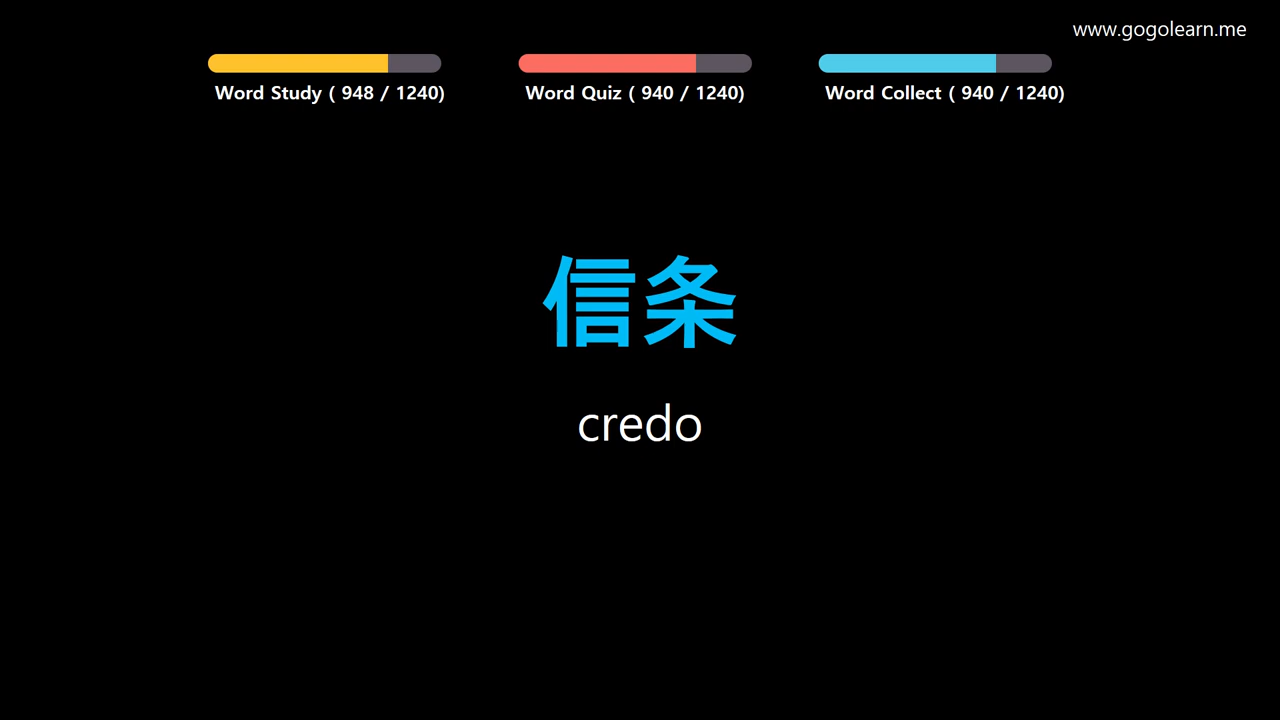 www.gogolearn.me
Word Study ( 948 / 1240)
Word Quiz ( 940 / 1240)
Word Collect ( 940 / 1240)
信条
credo